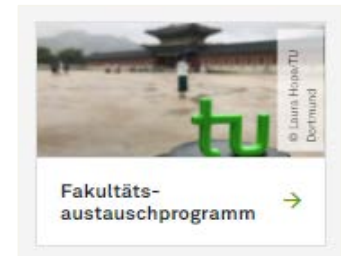 tu
© Laura Hope/TU
Dortmund
Fakultäts-
austauschprogramm